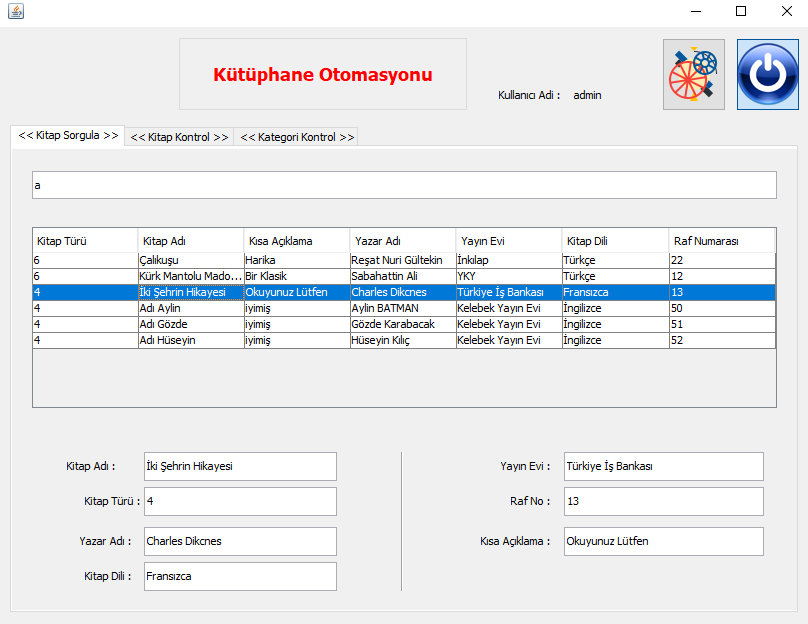 Kütüphane Otomasyonu
Kullanıcı Adi : admin
<< Kitap Sorgula >> << Kitap Kontrol >> << Kategori Kontrol >>
a
Kitap Türü Kitap Adı Kısa Açıklama Yazar Adı Yayın Evi Kitap Dili Raf Numarası
6 Çalıkuşu Harika Reşat Nuri Gültekin İnkılap Türkçe 22
6 Kürk Mantolu Mado... Bir Klasik Sabahattin Ali YKY Türkçe 12
4 İki Şehrin Hikayesi Okuyunuz Lütfen Charles Dikcnes Türkiye İş Bankası Fransızca 13
4 Adı Aylin iyimiş Aylin BATMAN Kelebek Yayın Evi İngilizce 50
4 Adı Gözde iyimiş Gözde Karabacak Kelebek Yayın Evi İngilizce 51
4 Adı Hüseyin iyimiş Hüseyin Kılıç Kelebek Yayın Evi İngilizce 52
Kitap Adı : İki Şehrin Hikayesi
Kitap Türü : 4
Yazar Adı : Charles Dikcnes
Kitap Dili : Fransızca
Yayın Evi : Türkiye İş Bankası
Raf No : 13
Kısa Açıklama : Okuyunuz Lütfen